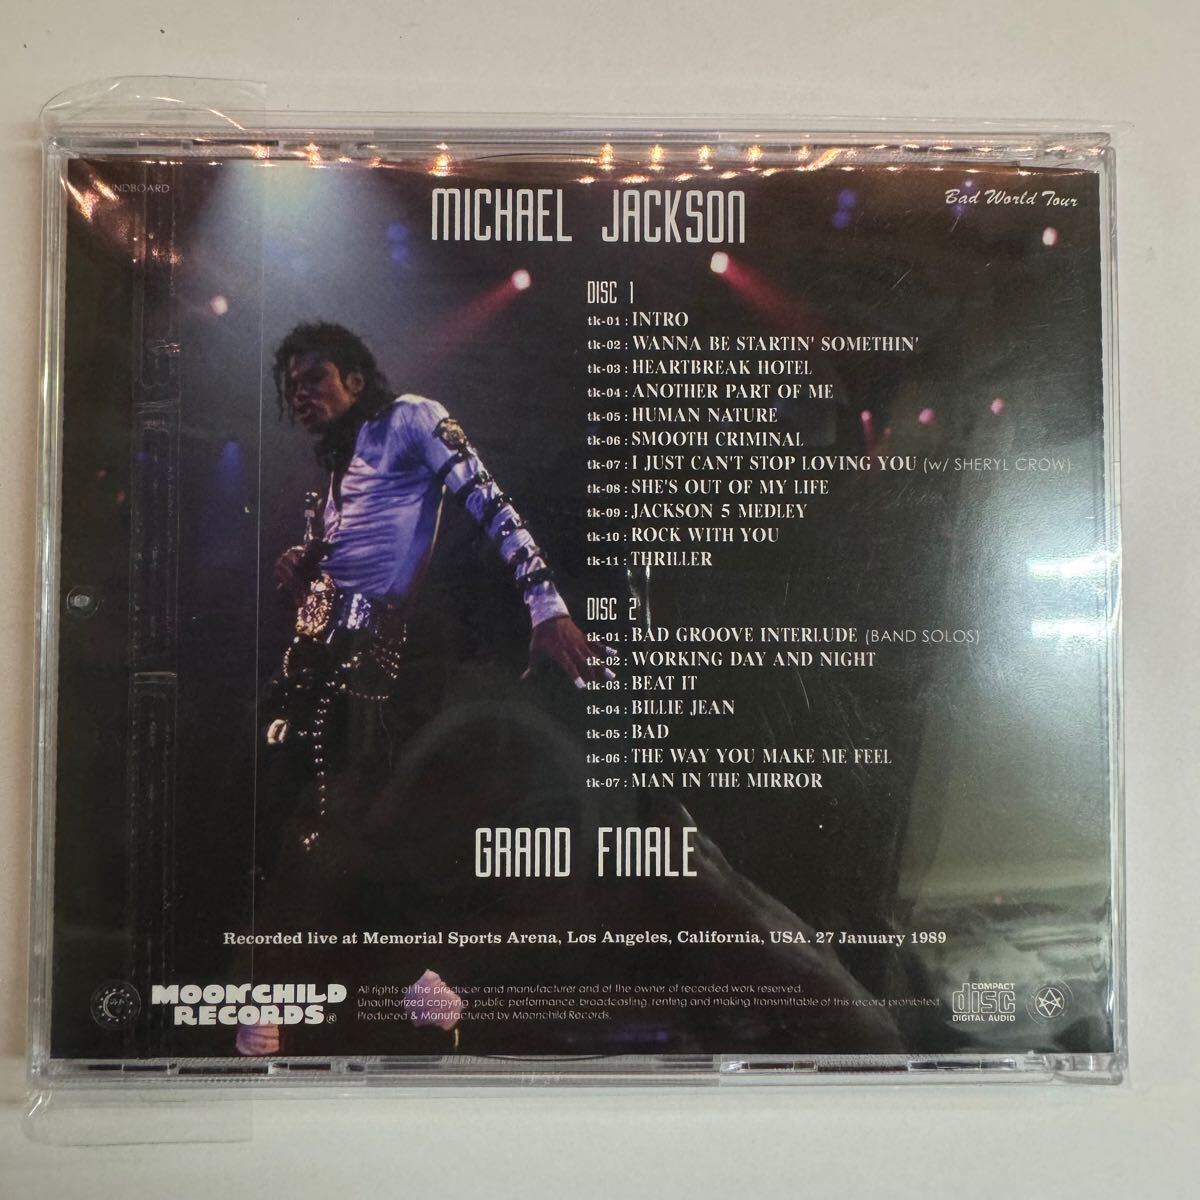 NDBOARD
MICHAEL JACKSON
Bad World Tour
DISC 1
tk-01 : INTRO
tk-02 : WANNA BE STARTIN' SOMETHIN'
tk-03 : HEARTBREAK HOTEL
tk-04 : ANOTHER PART OF ME
tk-05 : HUMAN NATURE
tk-06 : SMOOTH CRIMINAL
tk-07 : I JUST CAN'T STOP LOVING YOU (W/ SHERYL CROW)
tk-08 : SHE'S OUT OF MY LIFE
tk-09 : JACKSON 5 MEDLEY
tk-10 : ROCK WITH YOU
tk-11 : THRILLER
DISC 2
tk-01 : BAD GROOVE INTERLUDE (BAND SOLOS)
tk-02 : WORKING DAY AND NIGHT
tk-03 : BEAT IT
tk-04 : BILLIE JEAN
tk-05 : BAD
tk-06 : THE WAY YOU MAKE ME FEEL
tk-07 : MAN IN THE MIRROR
GRAND FINALE
Recorded live at Memorial Sports Arena, Los Angeles, California, USA. 27 January 1989
MOONCHILD
RECORDS®
All rights of the producer and manufacturer and of the owner of recorded work reserved.
Unauthorized copying, public performance, broadcasting, renting and making transmittable of this record prohibited.
Produced & Manufactured by Moonchild Records.
COMPACT
disc
DIGITAL AUDIO